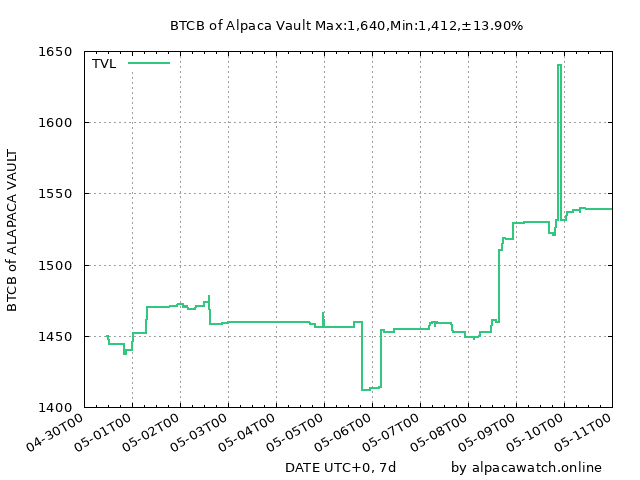 BTCB of Alpaca Vault Max:1,640,Min:1,412,±13.90%
TVL
BTCB of ALAPACA VAULT
1650
1600
1550
1500
1450
1400
04-30T00
05-01T00
05-02T00
05-03T00
05-04T00
05-05T00
05-06T00
05-07T00
05-08T00
05-09T00
05-10T00
05-11T00
DATE UTC+0, 7d
by alpacawatch.online